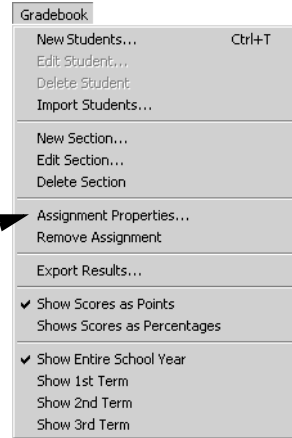 Gradebook
New Students... Ctrl+T
Edit Student...
Delete Student
Import Students...
New Section...
Edit Section...
Delete Section
Assignment Properties...
Remove Assignment
Export Results...
Show Scores as Points
Shows Scores as Percentages
Show Entire School Year
Show 1st Term
Show 2nd Term
Show 3rd Term